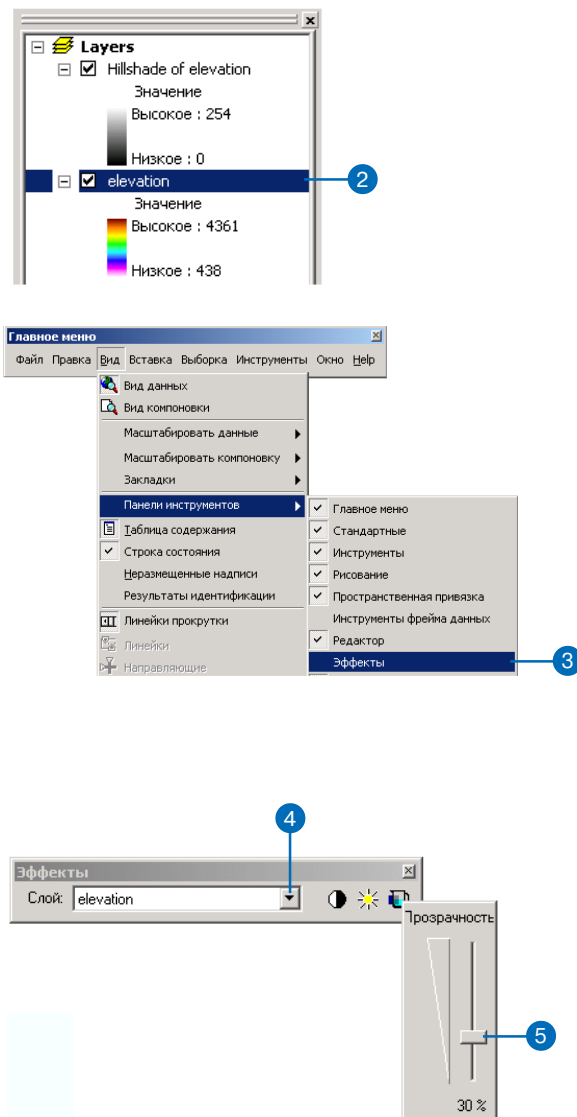 Layers
Hillshade of elevation
Значение
Высокое : 254
Низкое : 0
elevation
2
Значение
Высокое : 4361
Низкое : 438
Главное меню
Файл Правка Вид Вставка Выборка Инструменты Окно Help
Вид данных
Вид компоновки
Масштабировать данные
Масштабировать компоновку
Закладки
Панели инструментов
Таблица содержания
Строка состояния
Неразмещенные надписи
Результаты идентификации
Линейки прокрутки
Линейки
Направляющие
Главное меню
Стандартные
Инструменты
Рисование
Пространственная привязка
Инструменты фрейма данных
Редактор
Эффекты
3
4
Эффекты
Слой: elevation
Прозрачность
5
30 %